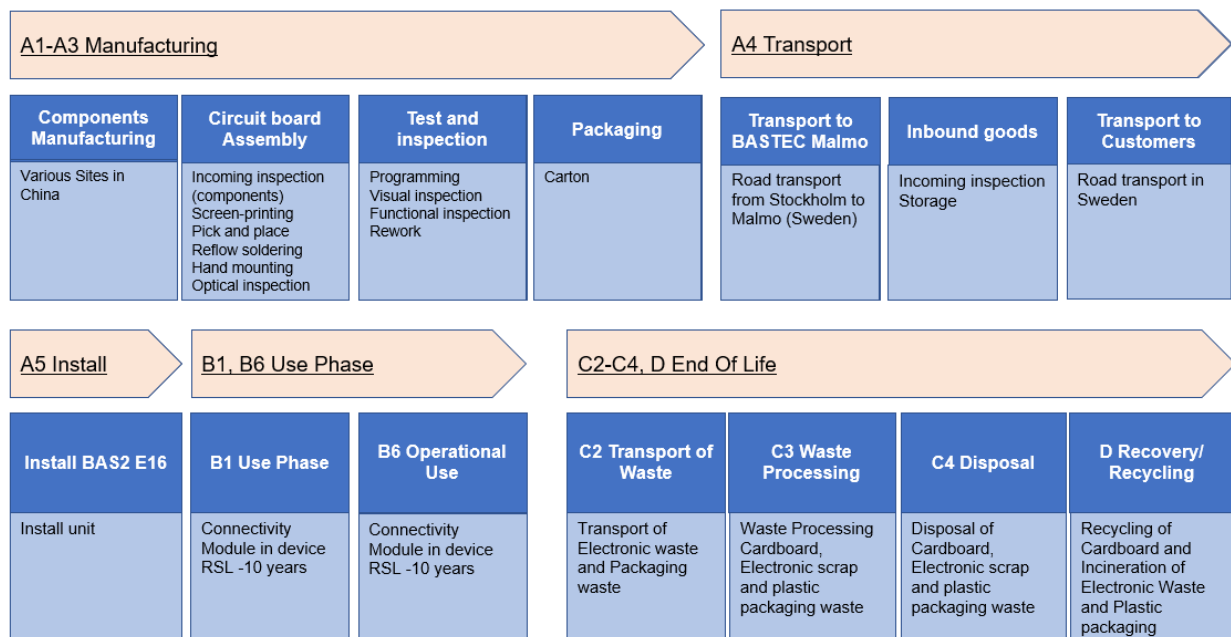 A1-A3 Manufacturing
A4 Transport
Components
Manufacturing
Various Sites in
China
Circuit board
Assembly
Incoming inspection
(components)
Screen-printing
Pick and place
Reflow soldering
Hand mounting
Optical inspection
Test and
inspection
Programming
Visual inspection
Functional inspection
Rework
Packaging
Carton
Transport to
BASTEC Malmo
Road transport
from Stockholm to
Malmo (Sweden)
Inbound goods
Incoming inspection
Storage
Transport to
Customers
Road transport in
Sweden
A5 Install
B1, B6 Use Phase
C2-C4, D End Of Life
Install BAS2 E16
Install unit
B1 Use Phase
Connectivity
Module in device
RSL -10 years
B6 Operational
Use
Connectivity
Module in device
RSL -10 years
C2 Transport of
Waste
Transport of
Electronic waste
and Packaging
waste
C3 Waste
Processing
Waste Processing
Cardboard,
Electronic scrap
and plastic
packaging waste
C4 Disposal
Disposal of
Cardboard,
Electronic scrap
and plastic
packaging waste
D Recovery/
Recycling
Recycling of
Cardboard and
Incineration of
Electronic Waste
and Plastic
packaging